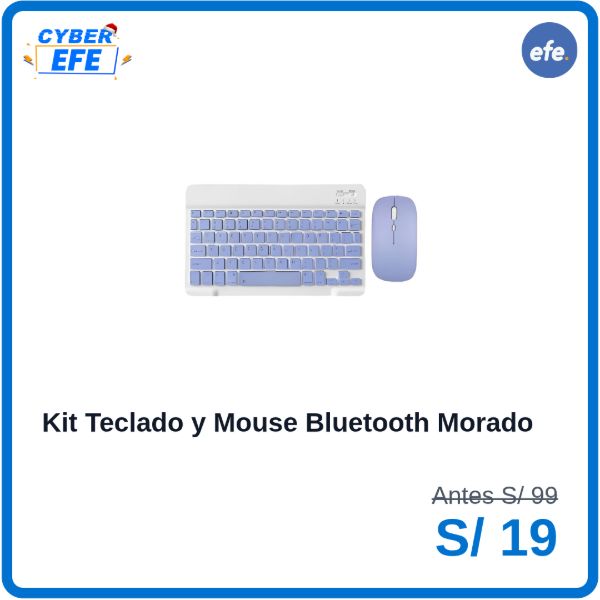 CYBER
EFE
efe.
Kit Teclado y Mouse Bluetooth Morado
Antes S/ 99
S/ 19